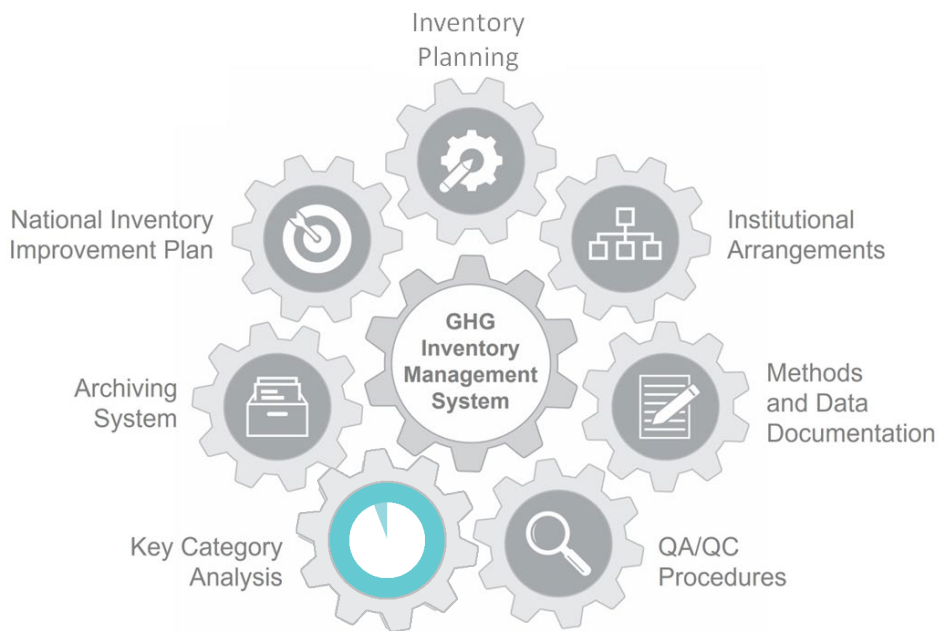 Inventory
Planning
National Inventory
Improvement Plan
Institutional
Arrangements
GHG
Inventory
Management
System
Archiving
System
Methods
and Data
Documentation
Key Category
Analysis
QA/QC
Procedures